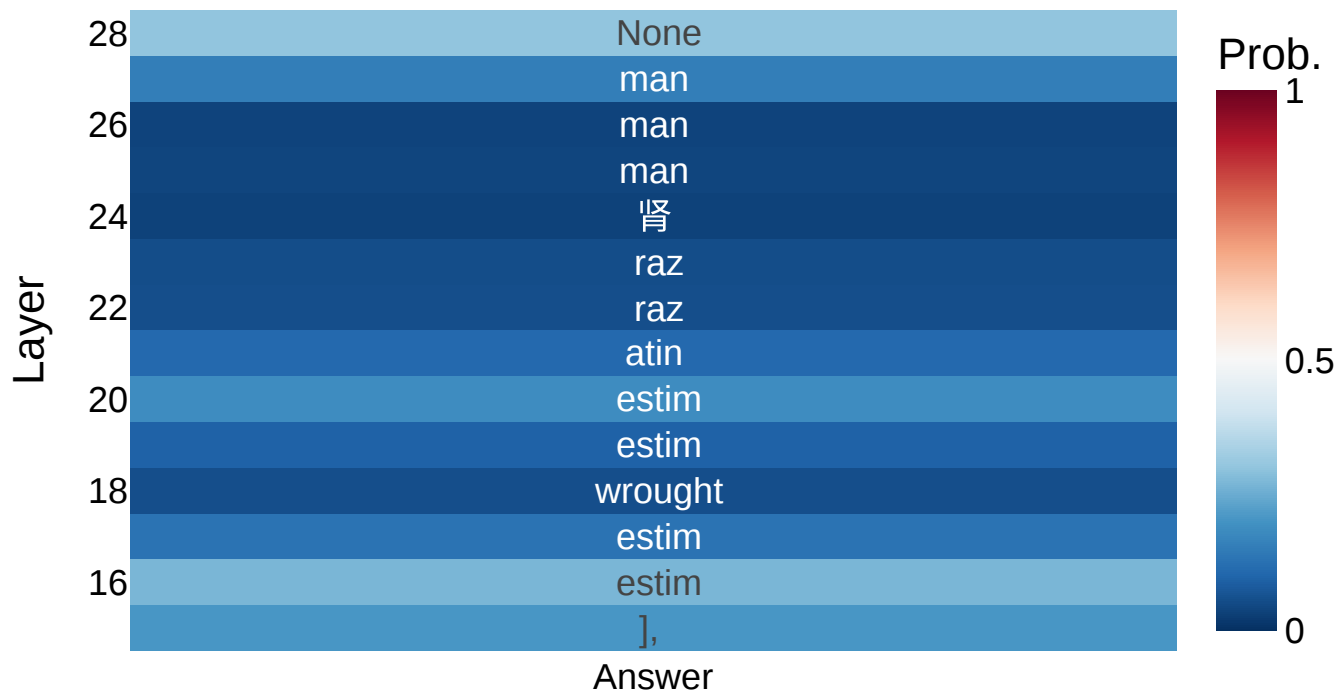 28 None
man
26 man
man
24 肾
raz
22 raz
atin
20 estim
estim
18 wrought
estim
16 estim
],
Layer
Answer
Prob.
1
0.5
0